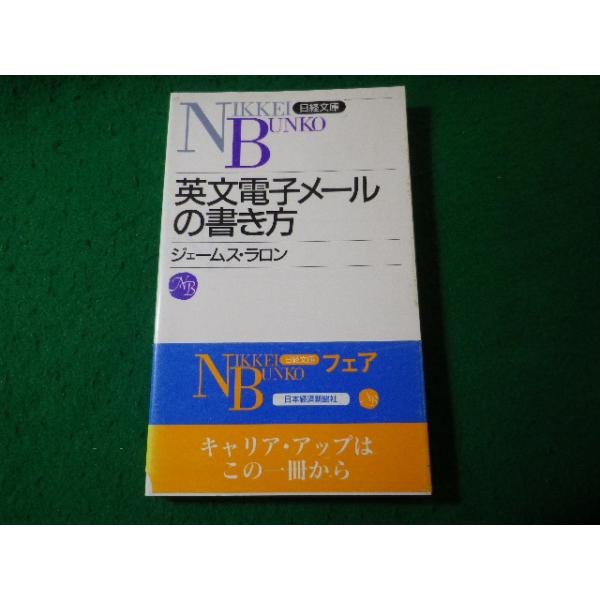 NIKKEI 日経文庫
BUNKO
英文電子メール
の書き方
ジェームス・ラロン
NB
NIKKEI 日経文庫 フェア
BUNKO
日本経済新聞社
NB
キャリア・アップは
この一冊から